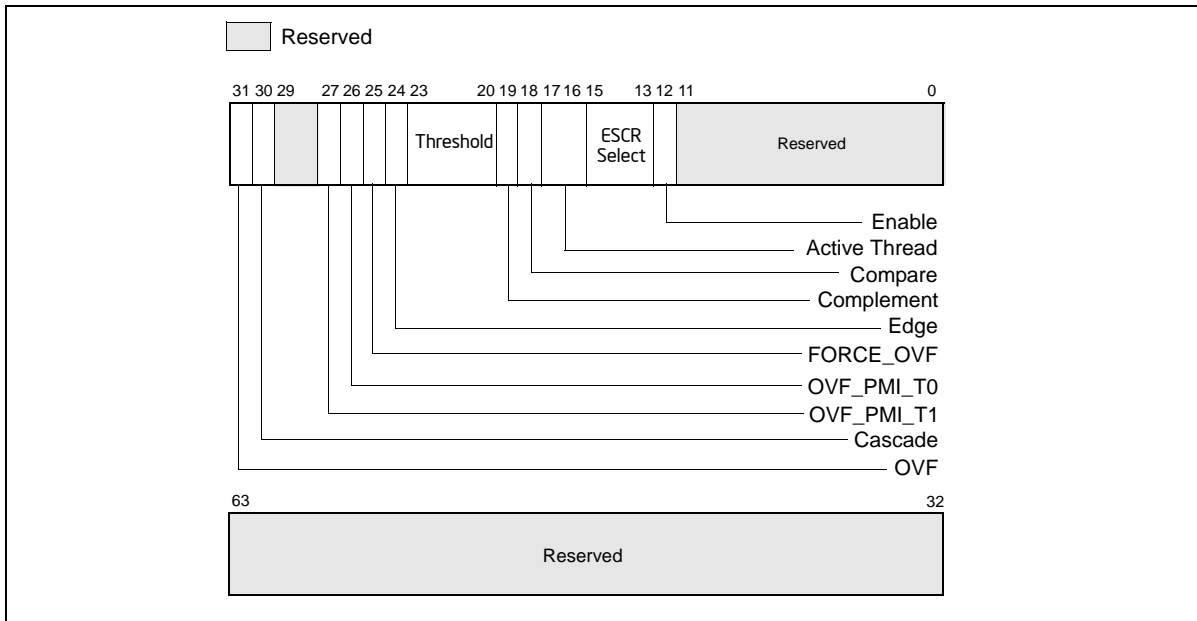 Reserved
31 30 29 27 26 25 24 23 20 19 18 17 16 15 13 12 11 0
Threshold
ESCR
Select
Reserved
Enable
Active Thread
Compare
Complement
Edge
FORCE_OVF
OVF_PMI_T0
OVF_PMI_T1
Cascade
OVF
63 32
Reserved